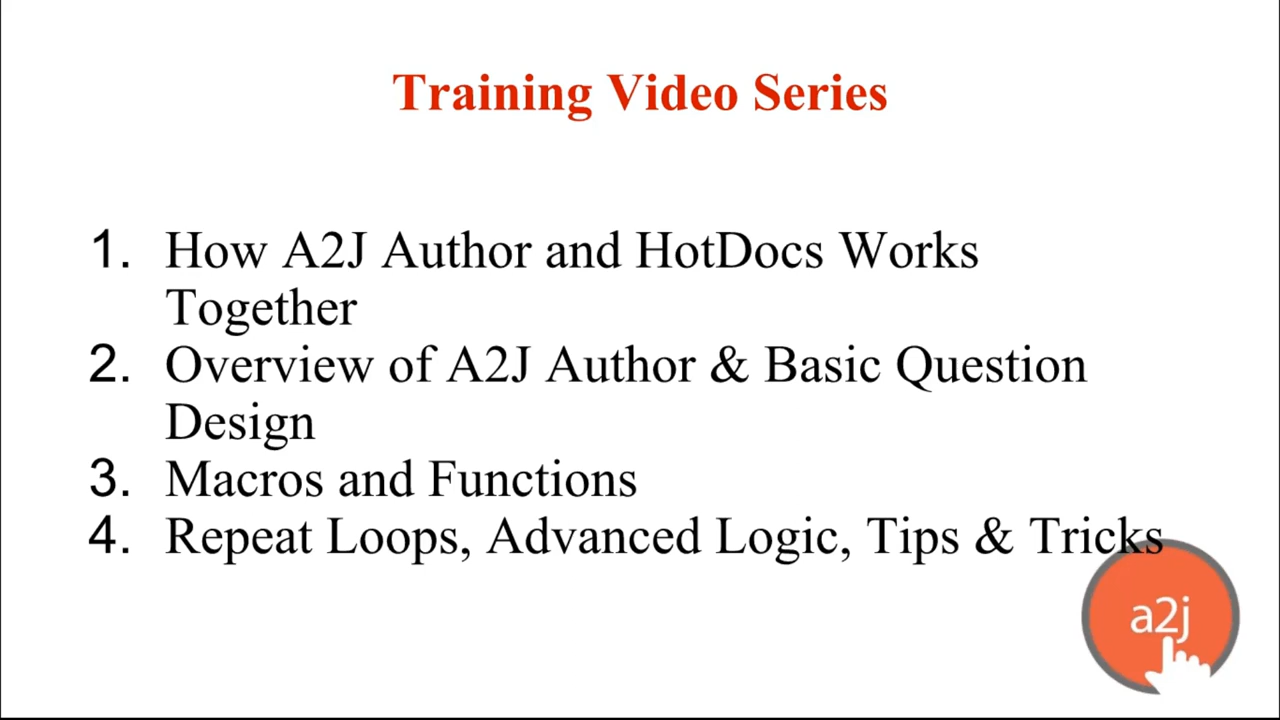 Training Video Series
1. How A2J Author and HotDocs Works
Together
2. Overview of A2J Author & Basic Question
Design
3. Macros and Functions
4. Repeat Loops, Advanced Logic, Tips & Tricks
a2j